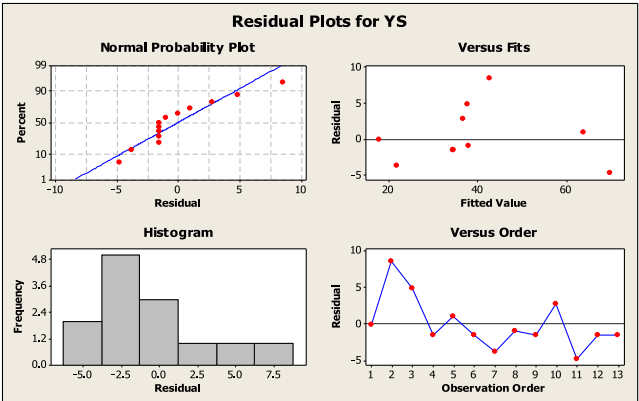 Residual Plots for YS
Normal Probability Plot
99
90
50
10
1
Percent
-10 -5 0 5 10
Residual
Versus Fits
10
5
0
-5
Residual
20 40 60
Fitted Value
Histogram
4.8
3.6
2.4
1.2
0.0
Frequency
-5.0 -2.5 0.0 2.5 5.0 7.5
Residual
Versus Order
10
5
0
-5
Residual
1 2 3 4 5 6 7 8 9 10 11 12 13
Observation Order